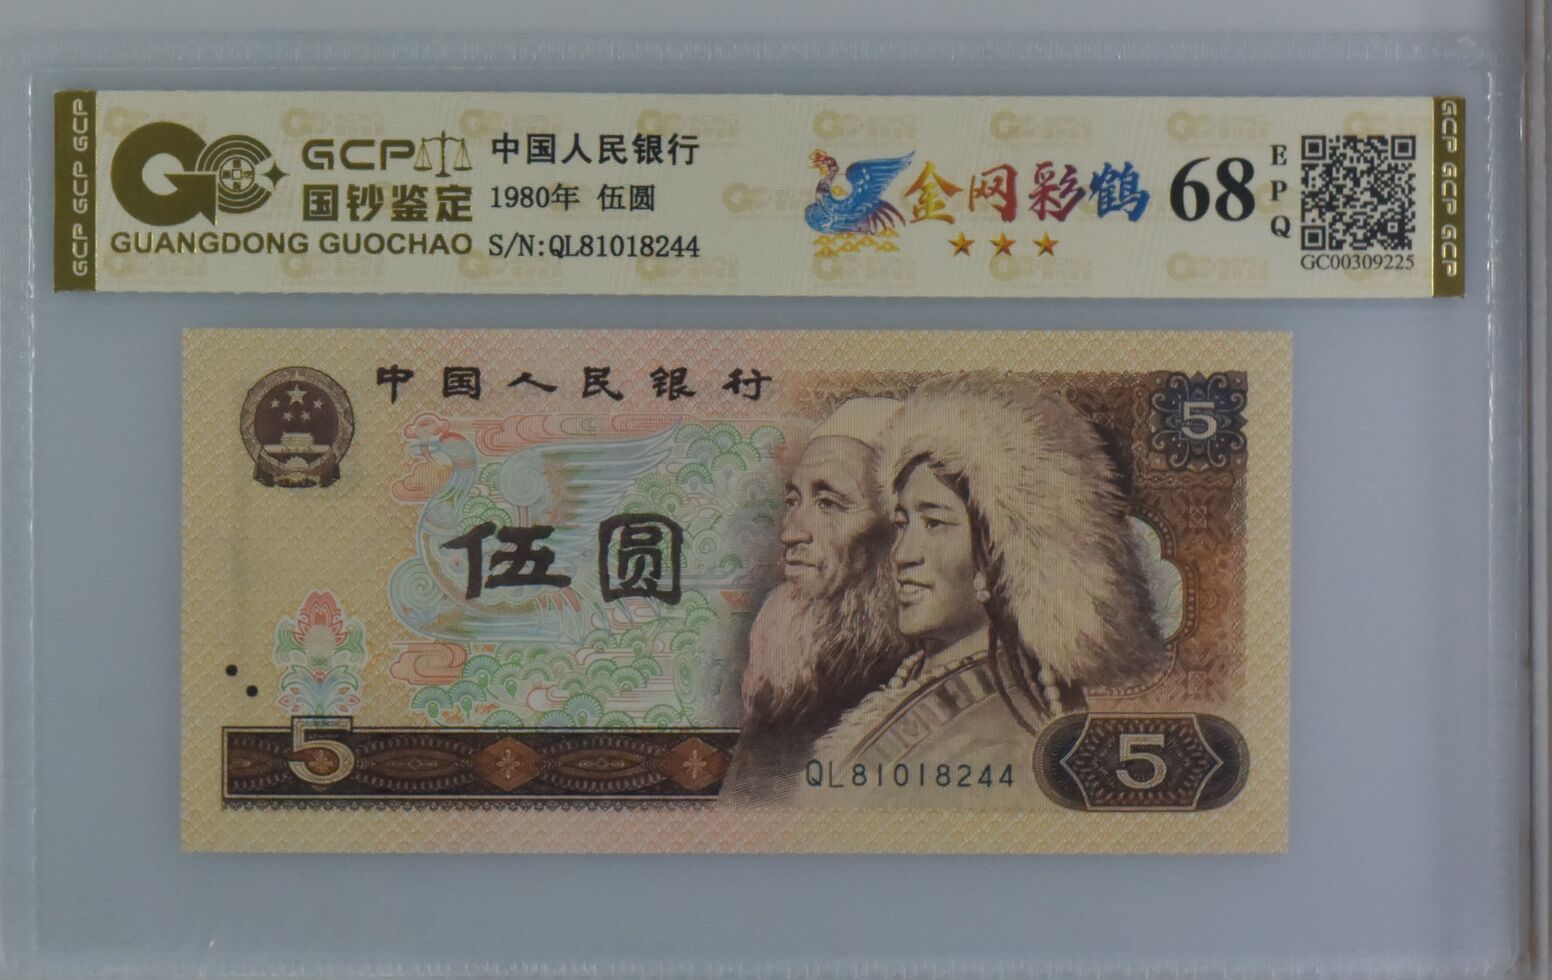 GCP GCP GCP
GCP
国钞鉴定
GUANGDONG GUOCHAO
中国人民银行
1980年 伍圆
S/N:QL81018244
金网彩鹤
68
EPQ
GC00309225
GCP GCP GCP
中国人民银行
5
伍圆
5
QL81018244
5